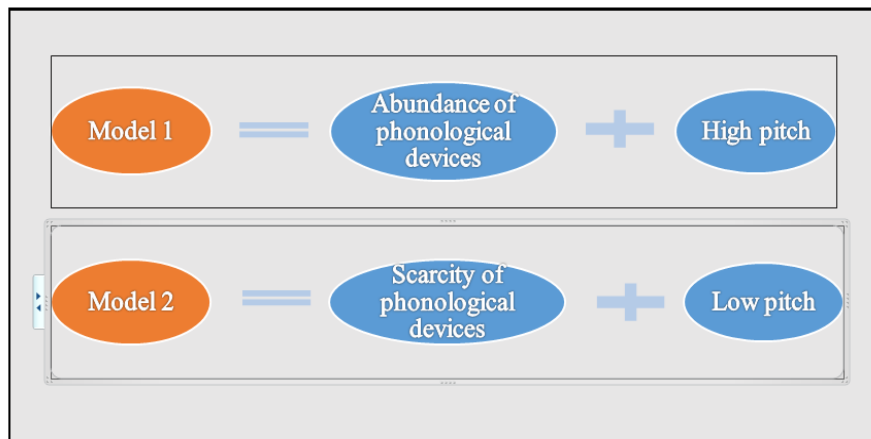 Model 1
=
Abundance of
phonological
devices
+
High pitch
Model 2
=
Scarcity of
phonological
devices
+
Low pitch